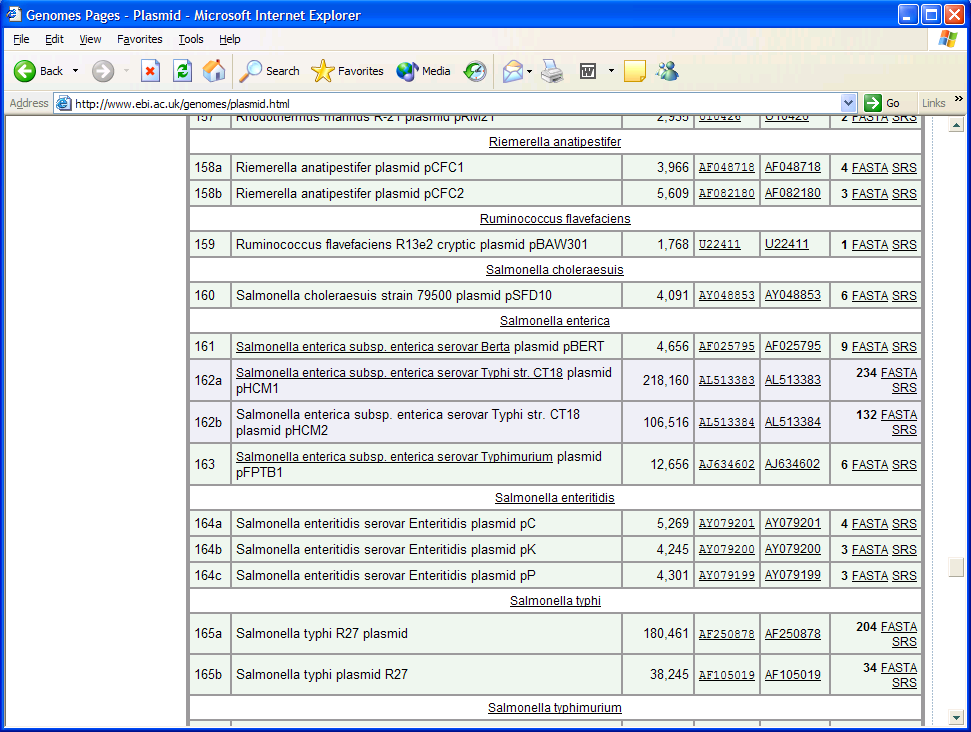 Genomes Pages - Plasmid - Microsoft Internet Explorer
File Edit View Favorites Tools Help
Back Search Favorites Media
Address http://www.ebi.ac.uk/genomes/plasmid.html Go Links »
157 Rhodothermus marinus R-21 plasmid pRM21 2,935 U10426 U10426 2 FASTA SRS
Riemerella anatipestifer
158a Riemerella anatipestifer plasmid pCFC1 3,966 AF048718 AF048718 4 FASTA SRS
158b Riemerella anatipestifer plasmid pCFC2 5,609 AF082180 AF082180 3 FASTA SRS
Ruminococcus flavefaciens
159 Ruminococcus flavefaciens R13e2 cryptic plasmid pBAW301 1,768 U22411 U22411 1 FASTA SRS
Salmonella choleraesuis
160 Salmonella choleraesuis strain 79500 plasmid pSFD10 4,091 AY048853 AY048853 6 FASTA SRS
Salmonella enterica
161 Salmonella enterica subsp. enterica serovar Berta plasmid pBERT 4,656 AF025795 AF025795 9 FASTA SRS
162a Salmonella enterica subsp. enterica serovar Typhi str. CT18 plasmid 218,160 AL513383 AL513383 234 FASTA
pHCM1 SRS
162b Salmonella enterica subsp. enterica serovar Typhi str. CT18 106,516 AL513384 AL513384 132 FASTA
plasmid pHCM2 SRS
163 Salmonella enterica subsp. enterica serovar Typhimurium plasmid 12,656 AJ634602 AJ634602 6 FASTA SRS
pFPTB1
Salmonella enteritidis
164a Salmonella enteritidis serovar Enteritidis plasmid pC 5,269 AY079201 AY079201 4 FASTA SRS
164b Salmonella enteritidis serovar Enteritidis plasmid pK 4,245 AY079200 AY079200 3 FASTA SRS
164c Salmonella enteritidis serovar Enteritidis plasmid pP 4,301 AY079199 AY079199 3 FASTA SRS
Salmonella typhi
165a Salmonella typhi R27 plasmid 180,461 AF250878 AF250878 204 FASTA
SRS
165b Salmonella typhi plasmid R27 38,245 AF105019 AF105019 34 FASTA
SRS
Salmonella typhimurium